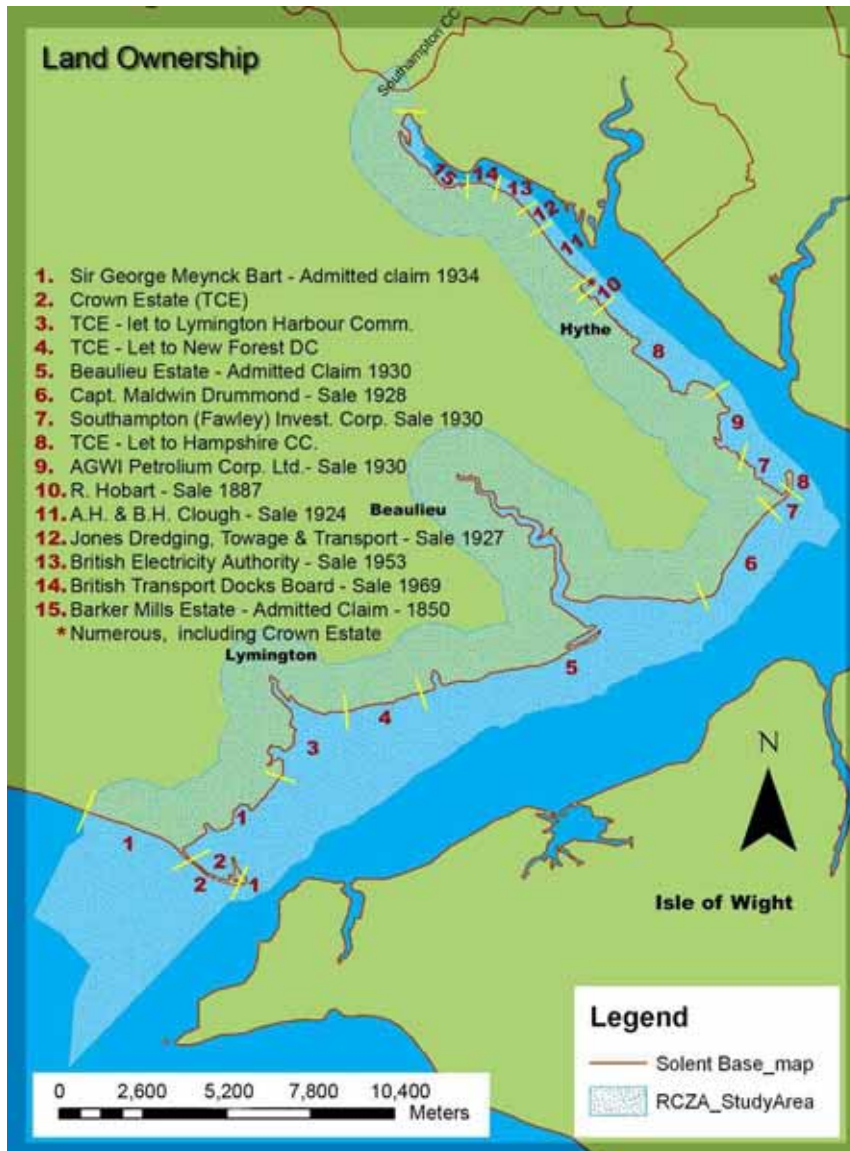 Land Ownership
Southampton CC
15
14
13
12
11
*
10
Hythe
8
9
7
8
7
6
1. Sir George Meynck Bart - Admitted claim 1934
2. Crown Estate (TCE)
3. TCE - let to Lymington Harbour Comm.
4. TCE - Let to New Forest DC
5. Beaulieu Estate - Admitted Claim 1930
6. Capt. Maldwin Drummond - Sale 1928
7. Southampton (Fawley) Invest. Corp. Sale 1930
8. TCE - Let to Hampshire CC.
9. AGWI Petrolium Corp. Ltd.- Sale 1930
10. R. Hobart - Sale 1887
11. A.H. & B.H. Clough - Sale 1924
12. Jones Dredging, Towage & Transport - Sale 1927
13. British Electricity Authority - Sale 1953
14. British Transport Docks Board - Sale 1969
15. Barker Mills Estate - Admitted Claim - 1850
* Numerous, including Crown Estate
Beaulieu
Lymington
5
4
3
1
1
2
2
1
N
Isle of Wight
Legend
Solent Base_map
RCZA_StudyArea
0 2,600 5,200 7,800 10,400
Meters